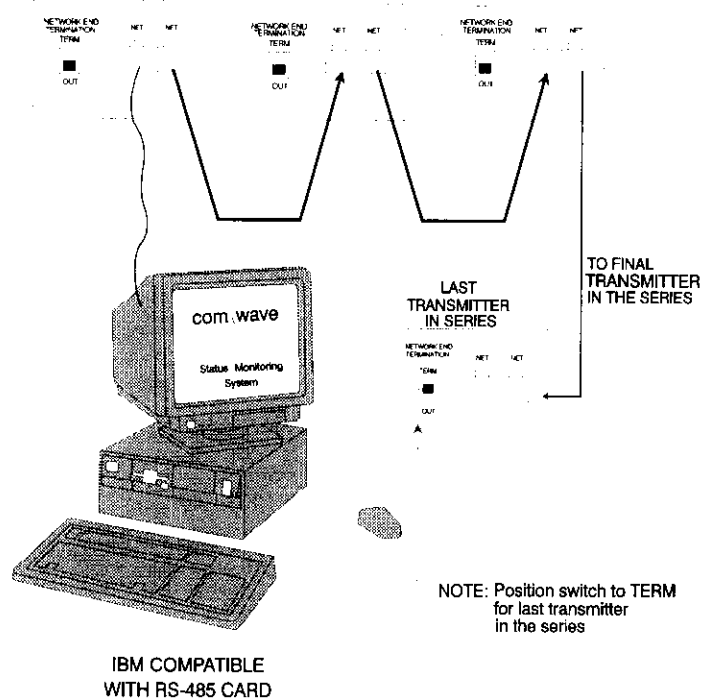 NETWORK END
TERMINATION
TERM
NET NET
OUT
NETWORK END
TERMINATION
TERM
NET NET
OUT
NETWORK END
TERMINATION
TERM
NET NET
OUT
TO FINAL
TRANSMITTER
IN THE SERIES
LAST
TRANSMITTER
IN SERIES
NETWORK END
TERMINATION
TERM
NET NET
OUT
com wave
Status Monitoring
System
NOTE: Position switch to TERM
for last transmitter
in the series
IBM COMPATIBLE
WITH RS-485 CARD